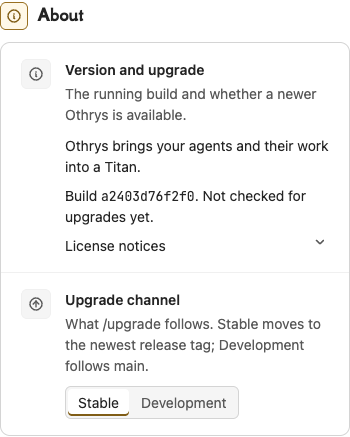 About
Version and upgrade
The running build and whether a newer
Othrys is available.
Othrys brings your agents and their work
into a Titan.
Build a2403d76f2f0. Not checked for
upgrades yet.
License notices
Upgrade channel
What /upgrade follows. Stable moves to
the newest release tag; Development
follows main.
Stable Development